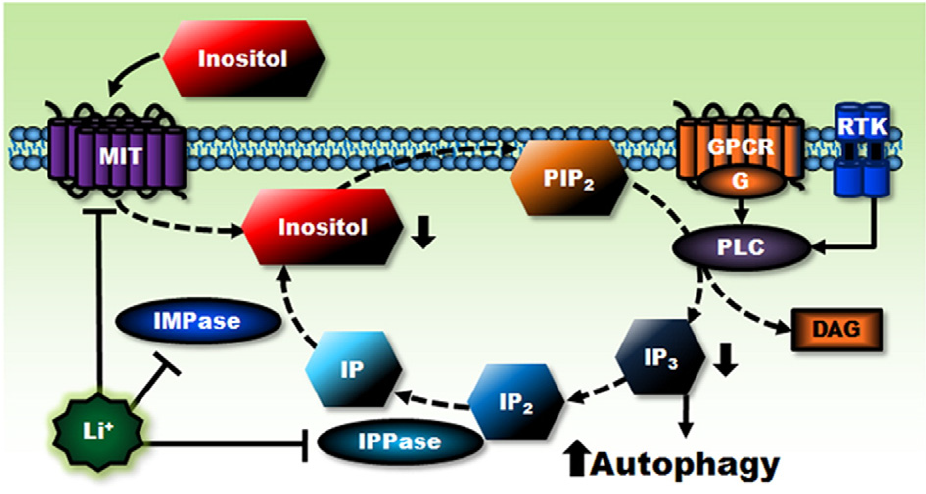 Inositol
MIT
GPCR
RTK
G
PIP₂
Inositol
PLC
IMPase
DAG
IP₃
IP
IP₂
Li⁺
IPPase
Autophagy